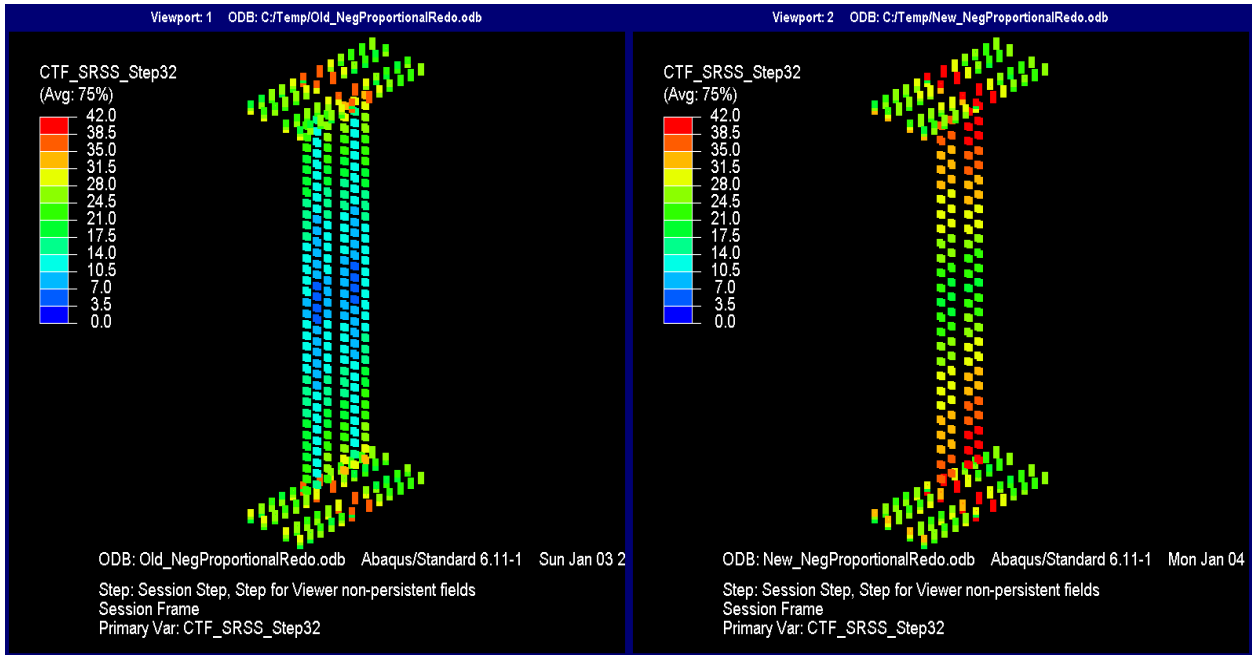 Viewport: 1 ODB: C:/Temp/Old_NegProportionalRedo.odb
CTF_SRSS_Step32
(Avg: 75%)
42.0
38.5
35.0
31.5
28.0
24.5
21.0
17.5
14.0
10.5
7.0
3.5
0.0
ODB: Old_NegProportionalRedo.odb Abaqus/Standard 6.11-1 Sun Jan 03 2
Step: Session Step, Step for Viewer non-persistent fields
Session Frame
Primary Var: CTF_SRSS_Step32
Viewport: 2 ODB: C:/Temp/New_NegProportionalRedo.odb
CTF_SRSS_Step32
(Avg: 75%)
42.0
38.5
35.0
31.5
28.0
24.5
21.0
17.5
14.0
10.5
7.0
3.5
0.0
ODB: New_NegProportionalRedo.odb Abaqus/Standard 6.11-1 Mon Jan 04
Step: Session Step, Step for Viewer non-persistent fields
Session Frame
Primary Var: CTF_SRSS_Step32